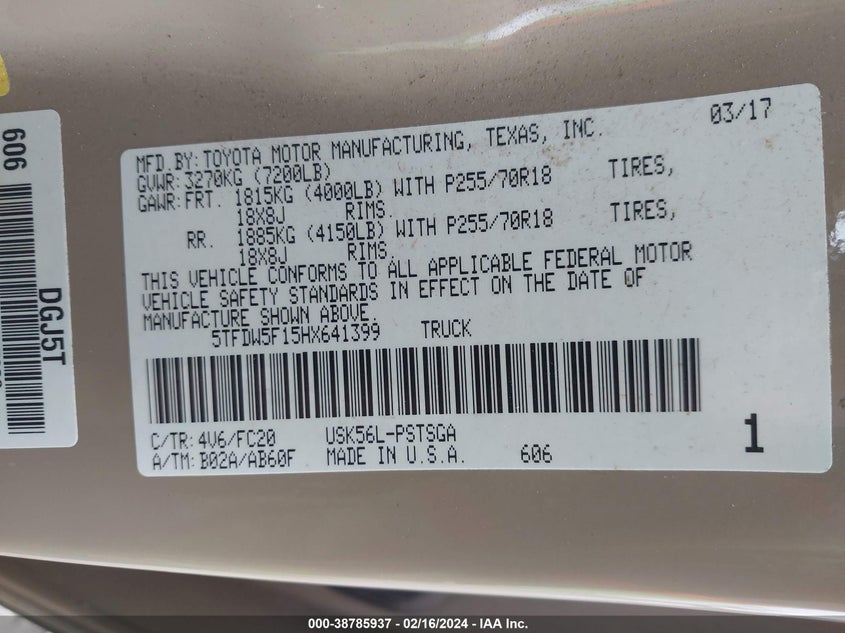 03/17
MFD.BY:TOYOTA MOTOR MANUFACTURING, TEXAS, INC.
GVWR:3270KG (7200LB)
GAWR:FRT. 1815KG (4000LB) WITH P255/70R18 TIRES,
18X8J RIMS.
RR. 1885KG (4150LB) WITH P255/70R18 TIRES,
18X8J RIMS.
THIS VEHICLE CONFORMS TO ALL APPLICABLE FEDERAL MOTOR
VEHICLE SAFETY STANDARDS IN EFFECT ON THE DATE OF
MANUFACTURE SHOWN ABOVE.
5TFDW5F15HX641399 TRUCK
C/TR:4V6/FC20 USK56L-PSTSGA
A/TM:B02A/AB60F MADE IN U.S.A. 606
1
606
DGJ5T
000-38785937 - 02/16/2024 - IAA Inc.